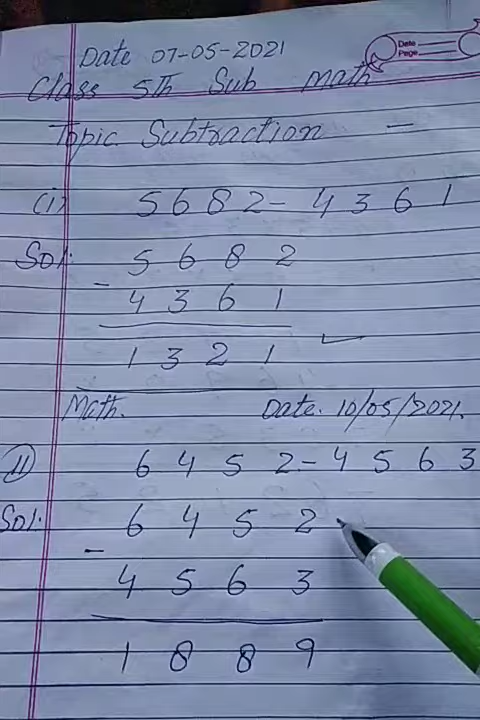 Date 07-05-2021
Date
Page
Class 5th Sub Math
Topic Subtraction –
(i) 5682-4361
Sol. 5682
- 4361
1321
Math. Date. 10/05/2021.
(II) 6452-4563
Sol. 6452
- 4563
1889